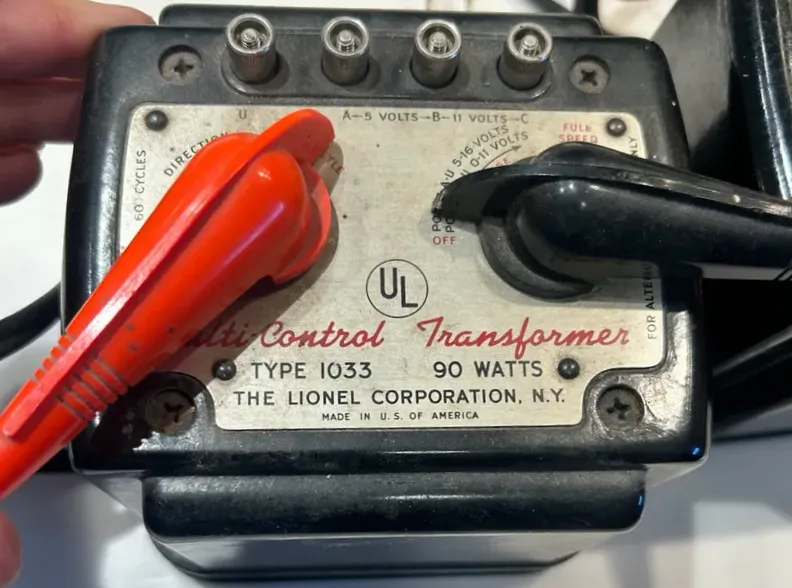 U A–5 VOLTS–B–11 VOLTS–C
DIRECTION
60 CYCLES
A-U 5-16 VOLTS
U 0-11 VOLTS
FULL
SPEED
OFF
UL
Control Transformer
TYPE 1033 90 WATTS
THE LIONEL CORPORATION, N.Y.
MADE IN U.S. OF AMERICA
FOR